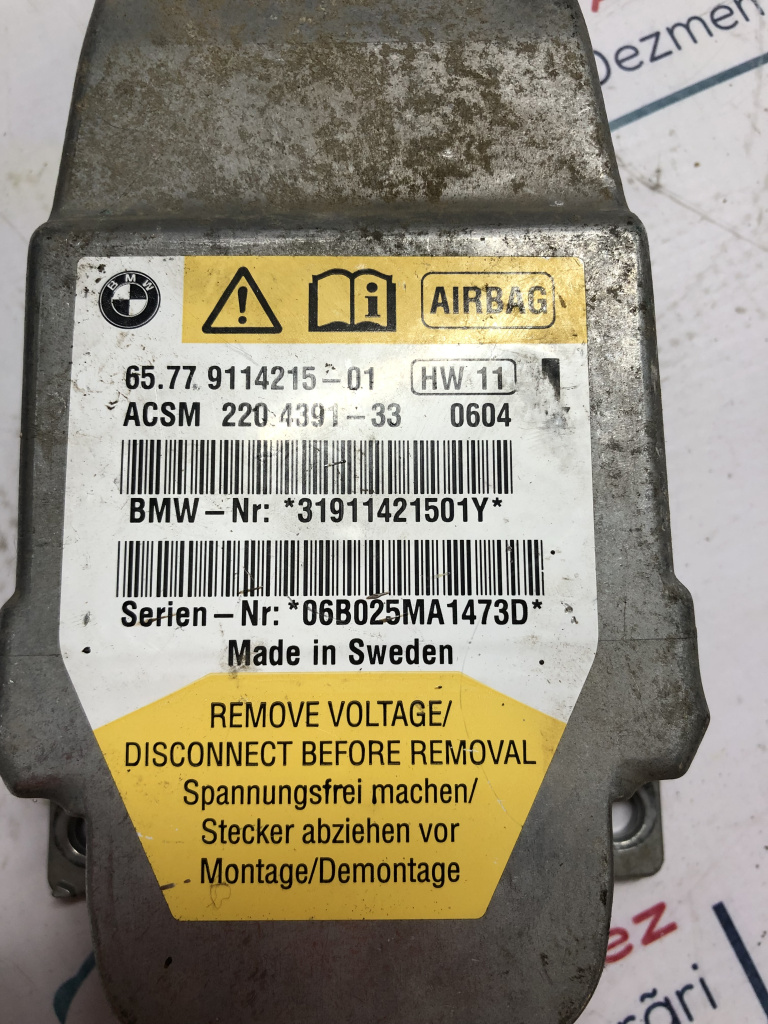 Dezmem
BMW
AIRBAG
65.77 9114215-01 HW 11
ACSM 220 4391-33 0604
BMW-Nr: *31911421501Y*
Serien-Nr: *06B025MA1473D*
Made in Sweden
REMOVE VOLTAGE/
DISCONNECT BEFORE REMOVAL
Spannungsfrei machen/
Stecker abziehen vor
Montage/Demontage
ez
rări